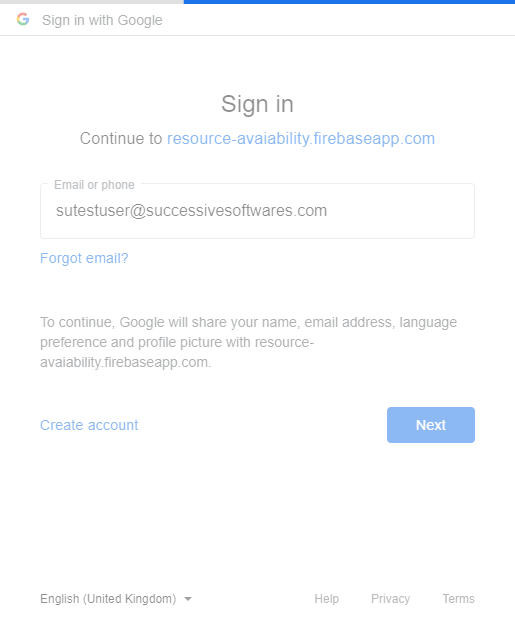 Sign in with Google
Sign in
Continue to resource-avaiability.firebaseapp.com
Email or phone
sutestuser@successivesoftwares.com
Forgot email?
To continue, Google will share your name, email address, language
preference and profile picture with resource-
avaiability.firebaseapp.com.
Create account
Next
English (United Kingdom)
Help
Privacy
Terms